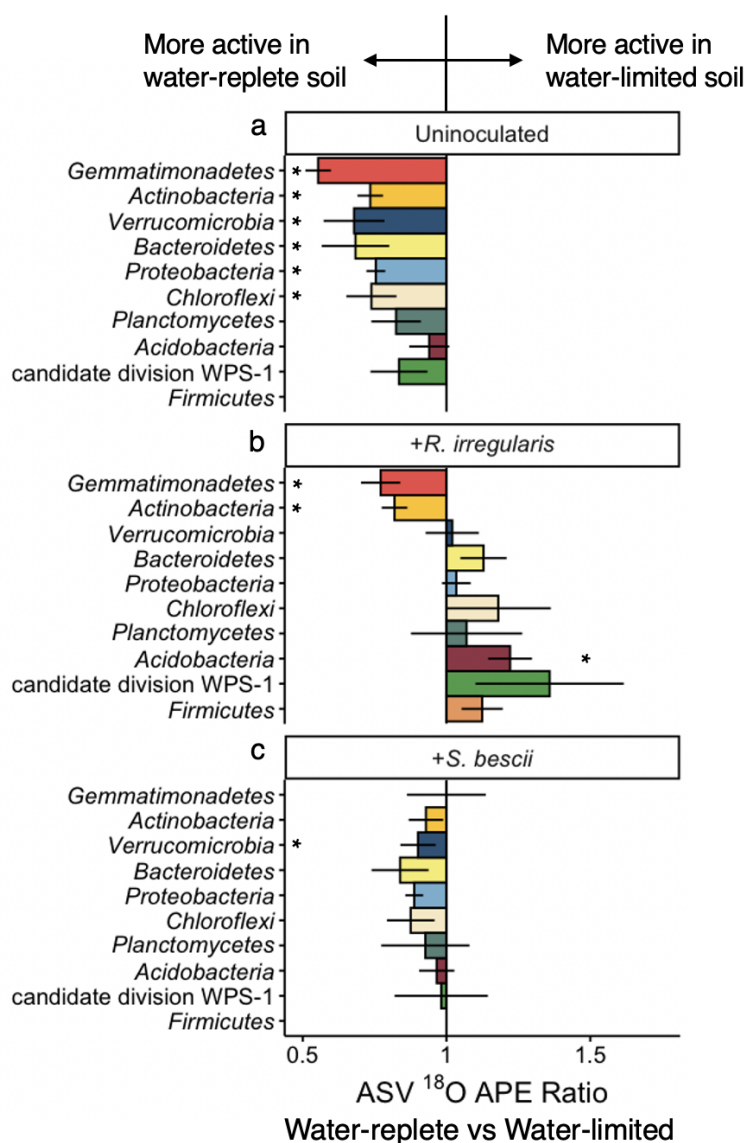 More active in
water-replete soil
More active in
water-limited soil
a
Uninoculated
Gemmatimonadetes *
Actinobacteria *
Verrucomicrobia *
Bacteroidetes *
Proteobacteria *
Chloroflexi *
Planctomycetes
Acidobacteria
candidate division WPS-1
Firmicutes
b
+R. irregularis
Gemmatimonadetes *
Actinobacteria *
Verrucomicrobia
Bacteroidetes
Proteobacteria
Chloroflexi
Planctomycetes
Acidobacteria *
candidate division WPS-1
Firmicutes
c
+S. bescii
Gemmatimonadetes
Actinobacteria
Verrucomicrobia *
Bacteroidetes
Proteobacteria
Chloroflexi
Planctomycetes
Acidobacteria
candidate division WPS-1
Firmicutes
0.5 1 1.5
ASV ¹⁸O APE Ratio
Water-replete vs Water-limited